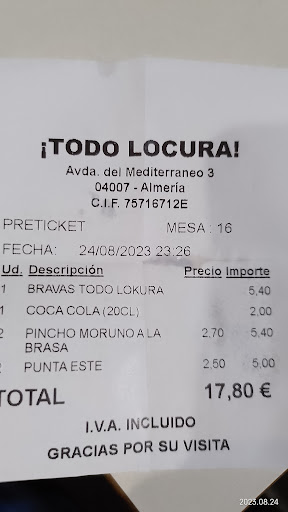 ¡TODO LOCURA!
Avda. del Mediterraneo 3
04007 - Almería
C.I.F. 75716712E
PRETICKET MESA : 16
FECHA: 24/08/2023 23:26
Ud. Descripción Precio Importe
1 BRAVAS TODO LOKURA 5,40
1 COCA COLA (20CL) 2,00
2 PINCHO MORUNO A LA 2,70 5,40
BRASA
PUNTA ESTE 2,50 5,00
TOTAL 17,80 €
I.V.A. INCLUIDO
GRACIAS POR SU VISITA
2023.08.24